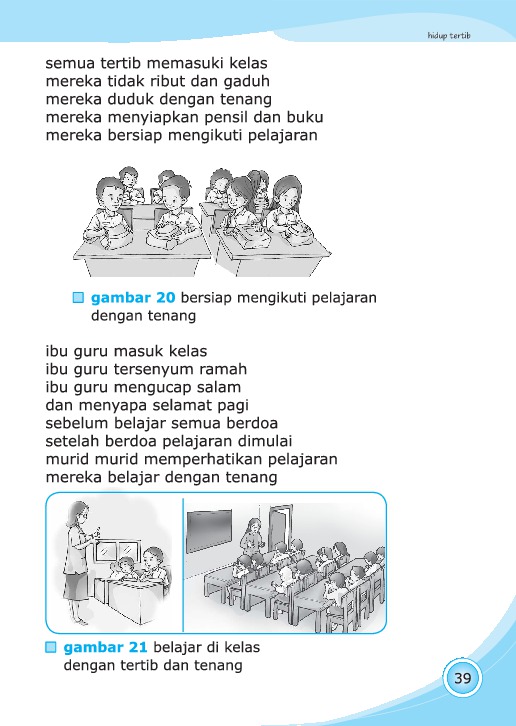 hidup tertib
semua tertib memasuki kelas
mereka tidak ribut dan gaduh
mereka duduk dengan tenang
mereka menyiapkan pensil dan buku
mereka bersiap mengikuti pelajaran
gambar 20 bersiap mengikuti pelajaran
dengan tenang
ibu guru masuk kelas
ibu guru tersenyum ramah
ibu guru mengucap salam
dan menyapa selamat pagi
sebelum belajar semua berdoa
setelah berdoa pelajaran dimulai
murid murid memperhatikan pelajaran
mereka belajar dengan tenang
gambar 21 belajar di kelas
dengan tertib dan tenang
39